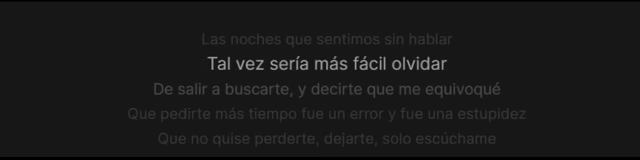 Las noches que sentimos sin hablar
Tal vez sería más fácil olvidar
De salir a buscarte, y decirte que me equivoqué
Que pedirte más tiempo fue un error y fue una estupidez
Que no quise perderte, dejarte, solo escúchame